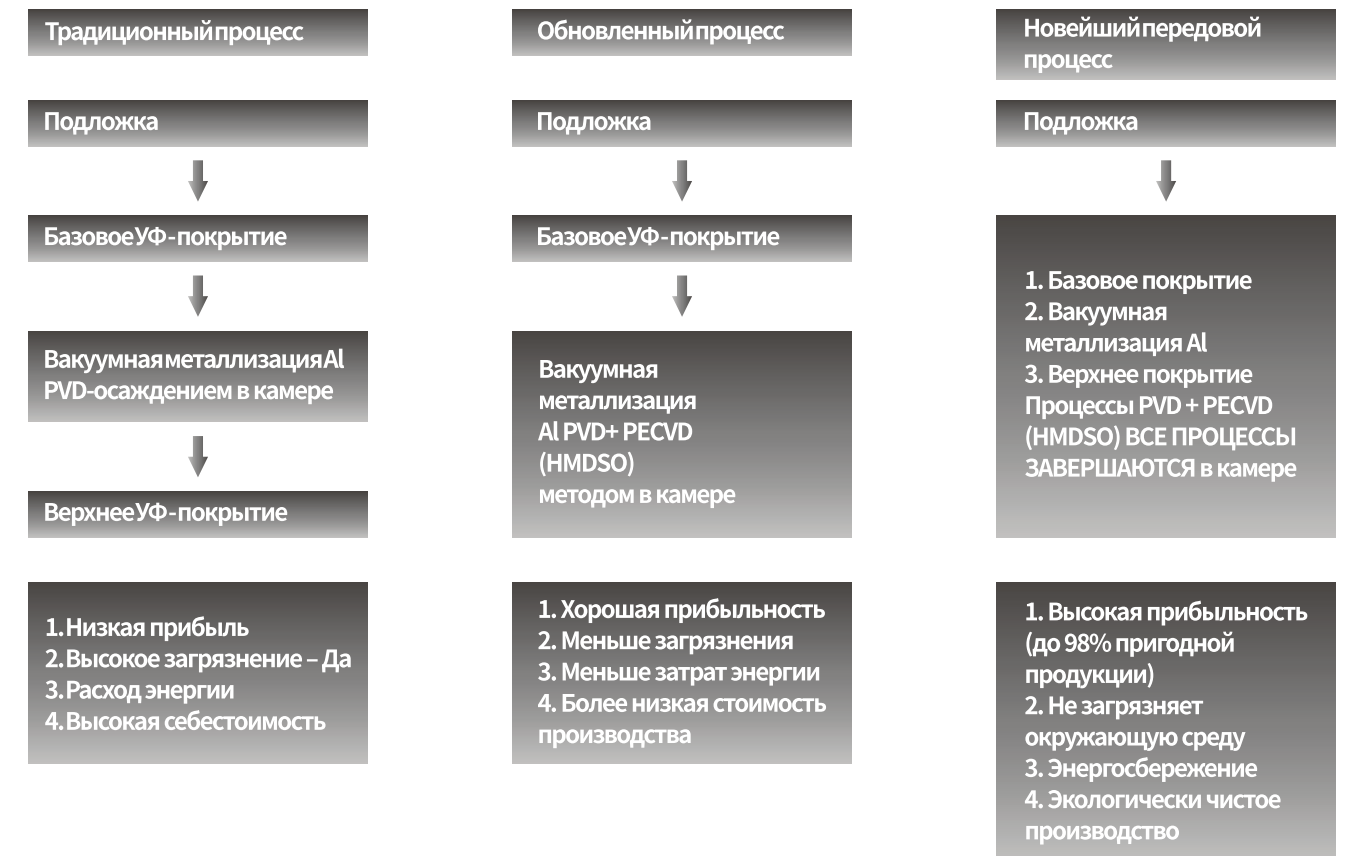 Традиционный процесс
Подложка
Базовое УФ-покрытие
Вакуумная металлизация Al
PVD-осаждением в камере
Верхнее УФ-покрытие
1. Низкая прибыль
2. Высокое загрязнение – Да
3. Расход энергии
4. Высокая себестоимость
Обновленный процесс
Подложка
Базовое УФ-покрытие
Вакуумная
металлизация
Al PVD+ PECVD
(HMDSO)
методом в камере
1. Хорошая прибыльность
2. Меньше загрязнения
3. Меньше затрат энергии
4. Более низкая стоимость
производства
Новейший передовой
процесс
Подложка
1. Базовое покрытие
2. Вакуумная
металлизация Al
3. Верхнее покрытие
Процессы PVD + PECVD
(HMDSO) ВСЕ ПРОЦЕССЫ
ЗАВЕРШАЮТСЯ в камере
1. Высокая прибыльность
(до 98% пригодной
продукции)
2. Не загрязняет
окружающую среду
3. Энергосбережение
4. Экологически чистое
производство